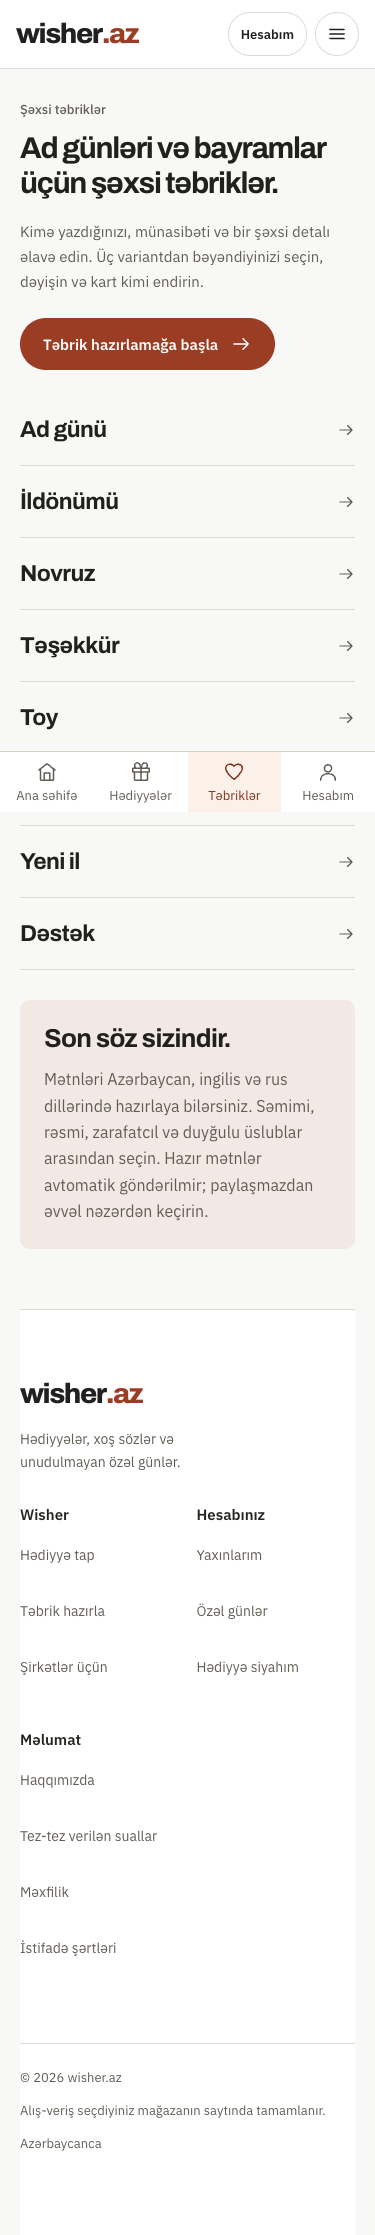 wisher.az
Hesabım
Şəxsi təbriklər
Ad günləri və bayramlar
üçün şəxsi təbriklər.
Kimə yazdığınızı, münasibəti və bir şəxsi detalı
əlavə edin. Üç variantdan bəyəndiyinizi seçin,
dəyişin və kart kimi endirin.
Təbrik hazırlamağa başla
Ad günü
İldönümü
Novruz
Təşəkkür
Toy
Ana səhifə
Hədiyyələr
Təbriklər
Hesabım
Yeni il
Dəstək
Son söz sizindir.
Mətnləri Azərbaycan, ingilis və rus
dillərində hazırlaya bilərsiniz. Səmimi,
rəsmi, zarafatcıl və duyğulu üslublar
arasından seçin. Hazır mətnlər
avtomatik göndərilmir; paylaşmazdan
əvvəl nəzərdən keçirin.
wisher.az
Hədiyyələr, xoş sözlər və
unudulmayan özəl günlər.
Wisher
Hədiyyə tap
Təbrik hazırla
Şirkətlər üçün
Hesabınız
Yaxınlarım
Özəl günlər
Hədiyyə siyahım
Məlumat
Haqqımızda
Tez-tez verilən suallar
Məxfilik
İstifadə şərtləri
© 2026 wisher.az
Alış-veriş seçdiyiniz mağazanın saytında tamamlanır.
Azərbaycanca